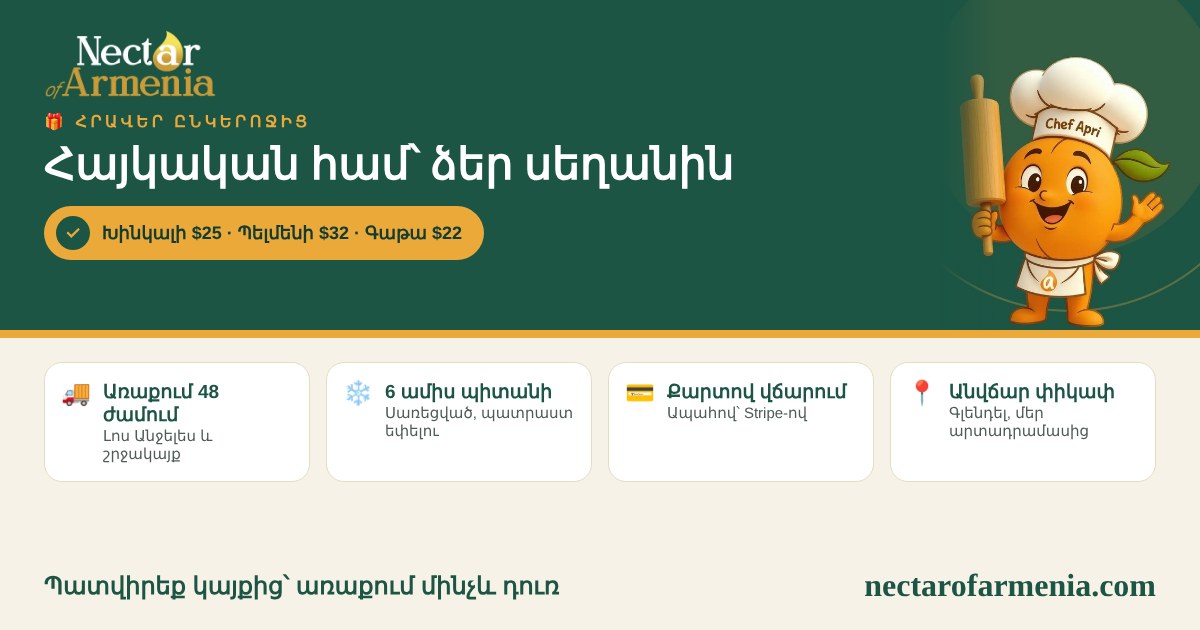 Nectar
of Armenia
ՀՐԱՎԵՐ ԸՆԿԵՐՈՋԻՑ
Հայկական համ՝ ձեր սեղանին
Խինկալի $25 · Պելմենի $32 · Գաթա $22
Chef Apri
a
Առաքում 48
ժամում
Լոս Անջելես և
շրջակայք
6 ամիս պիտանի
Սառեցված, պատրաստ
եփելու
Քարտով վճարում
Ապահով՝ Stripe-ով
Անվճար փիկափ
Գլենդել, մեր
արտադրամասից
Պատվիրեք կայքից՝ առաքում մինչև դուռ
nectarofarmenia.com